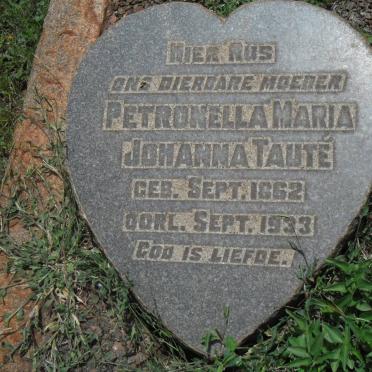 HIER RUS
ONS DIERBARE MOEDER
PETRONELLA MARIA
JOHANNA TAUTÉ
GEB. SEPT. 1862
OORL. SEPT. 1933
GOD IS LIEFDE.